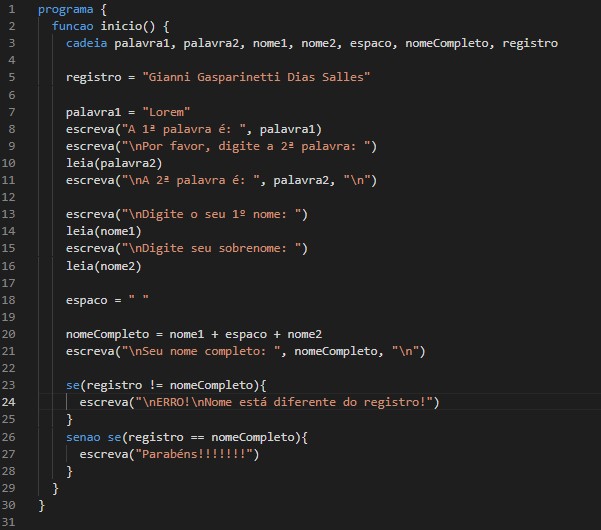 1 programa {
2 funcao inicio() {
3 cadeia palavra1, palavra2, nome1, nome2, espaco, nomeCompleto, registro
4
5 registro = "Gianni Gasparinetti Dias Salles"
6
7 palavra1 = "Lorem"
8 escreva("A 1ª palavra é: ", palavra1)
9 escreva("\nPor favor, digite a 2ª palavra: ")
10 leia(palavra2)
11 escreva("\nA 2ª palavra é: ", palavra2, "\n")
12
13 escreva("\nDigite o seu 1º nome: ")
14 leia(nome1)
15 escreva("\nDigite seu sobrenome: ")
16 leia(nome2)
17
18 espaco = " "
19
20 nomeCompleto = nome1 + espaco + nome2
21 escreva("\nSeu nome completo: ", nomeCompleto, "\n")
22
23 se(registro != nomeCompleto){
24 escreva("\nERRO!\nNome está diferente do registro!")
25 }
26 senao se(registro == nomeCompleto){
27 escreva("Parabéns!!!!!!!")
28 }
29 }
30 }
31